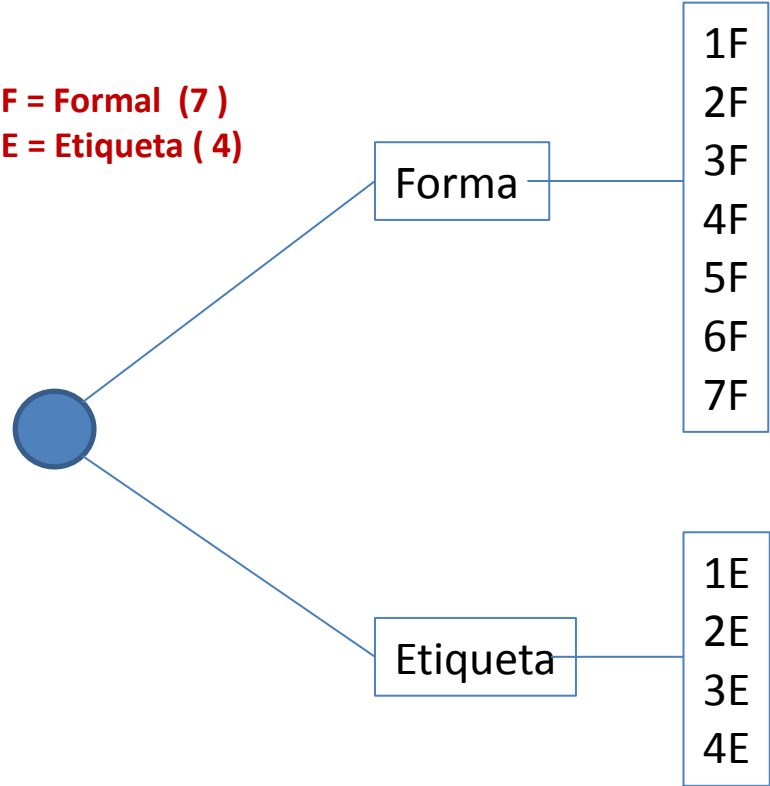 F = Formal (7 )
E = Etiqueta ( 4)
Forma
1F
2F
3F
4F
5F
6F
7F
Etiqueta
1E
2E
3E
4E